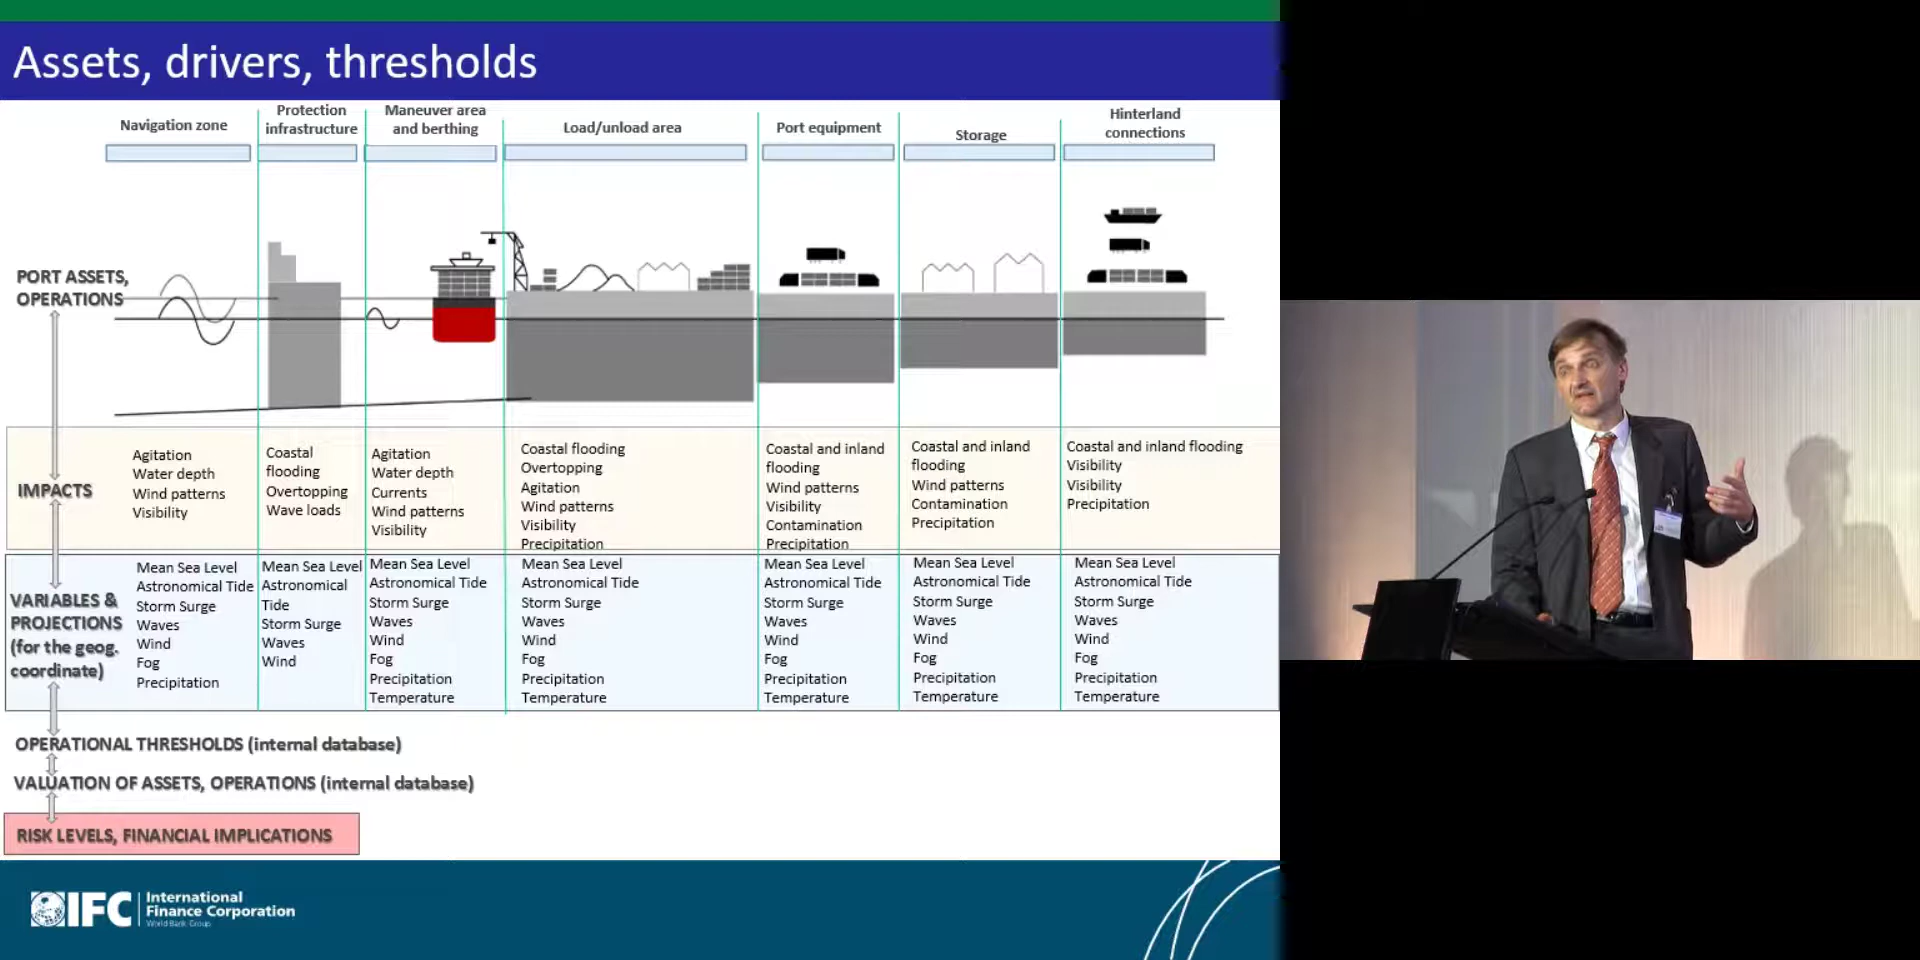 Assets, drivers, thresholds
Navigation zone
Protection
infrastructure
Maneuver area
and berthing
Load/unload area
Port equipment
Storage
Hinterland
connections
PORT ASSETS,
OPERATIONS
IMPACTS
Agitation
Water depth
Wind patterns
Visibility
Coastal
flooding
Overtopping
Wave loads
Agitation
Water depth
Currents
Wind patterns
Visibility
Coastal flooding
Overtopping
Agitation
Wind patterns
Visibility
Precipitation
Coastal and inland
flooding
Wind patterns
Visibility
Contamination
Precipitation
Coastal and inland
flooding
Wind patterns
Contamination
Precipitation
Coastal and inland flooding
Visibility
Visibility
Precipitation
VARIABLES &
PROJECTIONS
(for the geog.
coordinate)
Mean Sea Level
Astronomical Tide
Storm Surge
Waves
Wind
Fog
Precipitation
Mean Sea Level
Astronomical
Tide
Storm Surge
Waves
Wind
Mean Sea Level
Astronomical Tide
Storm Surge
Waves
Wind
Fog
Precipitation
Temperature
Mean Sea Level
Astronomical Tide
Storm Surge
Waves
Wind
Fog
Precipitation
Temperature
Mean Sea Level
Astronomical Tide
Storm Surge
Waves
Wind
Fog
Precipitation
Temperature
Mean Sea Level
Astronomical Tide
Storm Surge
Waves
Wind
Fog
Precipitation
Temperature
Mean Sea Level
Astronomical Tide
Storm Surge
Waves
Wind
Fog
Precipitation
Temperature
OPERATIONAL THRESHOLDS (internal database)
VALUATION OF ASSETS, OPERATIONS (internal database)
RISK LEVELS, FINANCIAL IMPLICATIONS
IFC
International
Finance Corporation
World Bank Group